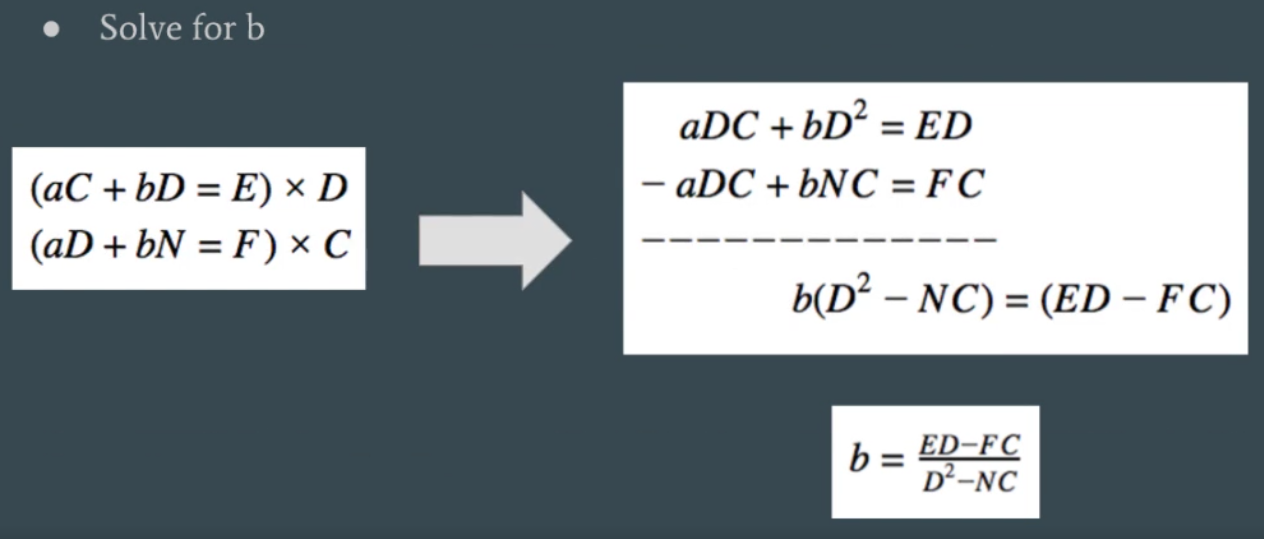 ● Solve for b
(aC + bD = E) × D
(aD + bN = F) × C
aDC + bD² = ED
− aDC + bNC = FC
−−−−−−−−−−−−−
b(D² − NC) = (ED − FC)
b = \frac{ED−FC}{D²−NC}